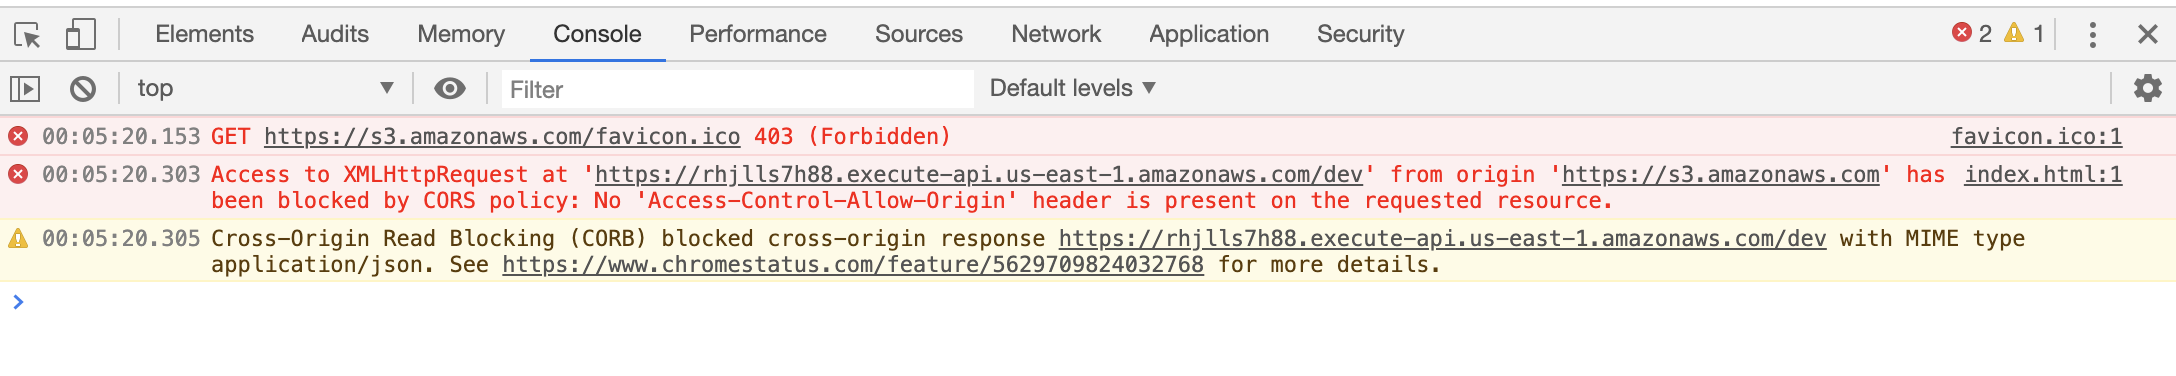 Elements Audits Memory Console Performance Sources Network Application Security 2 1
top Filter Default levels
00:05:20.153 GET https://s3.amazonaws.com/favicon.ico 403 (Forbidden) favicon.ico:1
00:05:20.303 Access to XMLHttpRequest at 'https://rhjlls7h88.execute-api.us-east-1.amazonaws.com/dev' from origin 'https://s3.amazonaws.com' has index.html:1
been blocked by CORS policy: No 'Access-Control-Allow-Origin' header is present on the requested resource.
00:05:20.305 Cross-Origin Read Blocking (CORB) blocked cross-origin response https://rhjlls7h88.execute-api.us-east-1.amazonaws.com/dev with MIME type
application/json. See https://www.chromestatus.com/feature/5629709824032768 for more details.